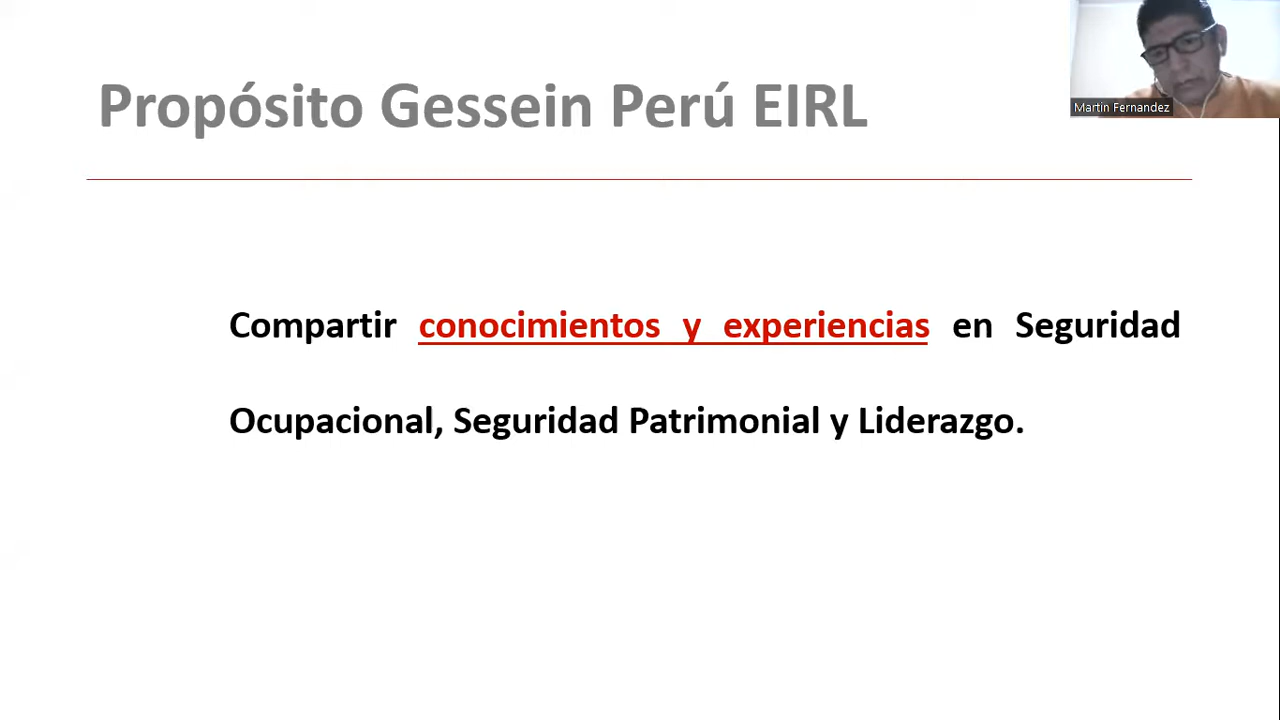 Propósito Gessein Perú EIRL
Martín Fernandez
Compartir conocimientos y experiencias en Seguridad
Ocupacional, Seguridad Patrimonial y Liderazgo.